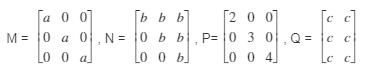 M = [a 0 0; 0 a 0; 0 0 a], N = [b b b; 0 b b; 0 0 b], P= [2 0 0; 0 3 0; 0 0 4], Q = [c c; c c; c c]